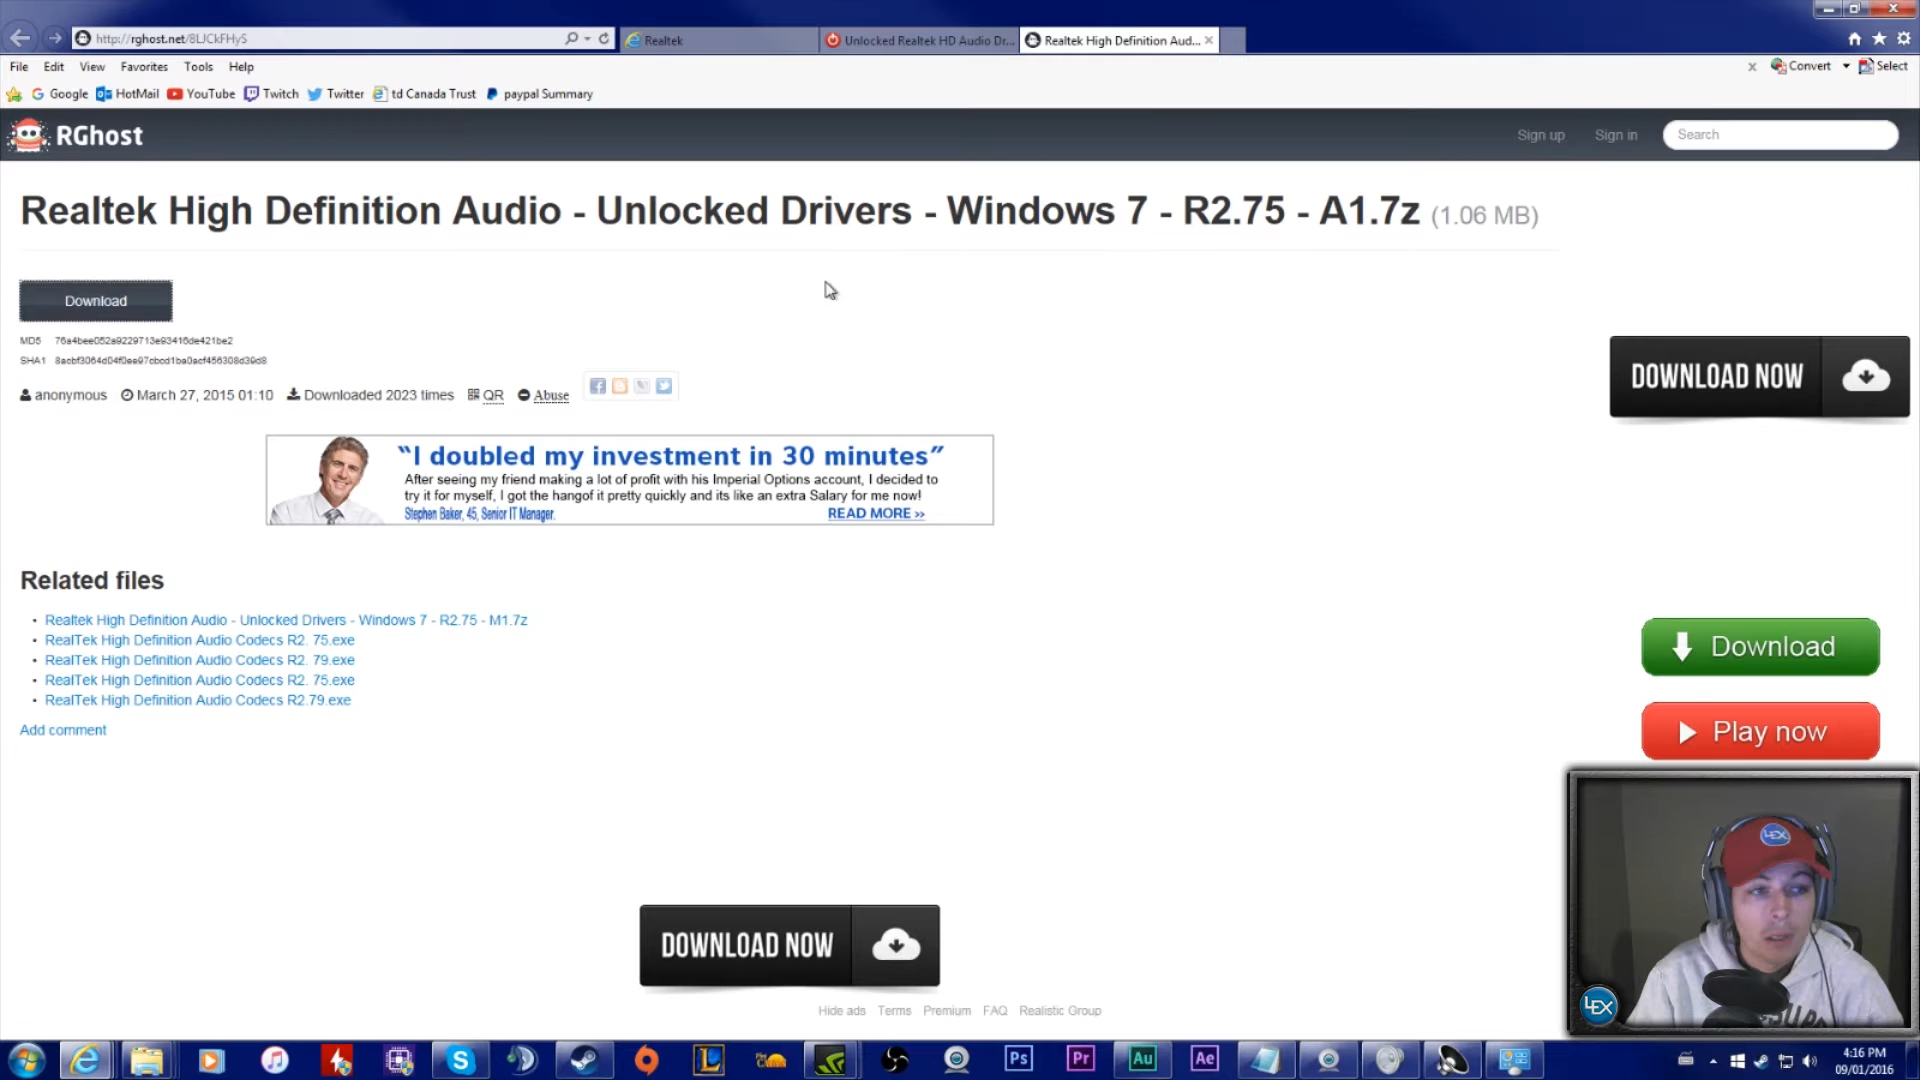 http://rghost.net/8LJCkFHyS
Realtek
Unlocked Realtek HD Audio Dr...
Realtek High Definition Aud...
File Edit View Favorites Tools Help
Convert
Select
Google HotMail YouTube Twitch Twitter td Canada Trust paypal Summary
RGhost
Sign up Sign in Search
Realtek High Definition Audio - Unlocked Drivers - Windows 7 - R2.75 - A1.7z (1.06 MB)
Download
MD5 76a4bee052a9229713e93416de421be2
SHA1 8acbf3064d04f0ee97cbcd1ba0acf456308d39d8
anonymous March 27, 2015 01:10 Downloaded 2023 times QR Abuse
DOWNLOAD NOW
“I doubled my investment in 30 minutes”
After seeing my friend making a lot of profit with his Imperial Options account, I decided to
try it for myself, I got the hangof it pretty quickly and its like an extra Salary for me now!
Stephen Baker, 45, Senior IT Manager.
READ MORE >>
Related files
Realtek High Definition Audio - Unlocked Drivers - Windows 7 - R2.75 - M1.7z
RealTek High Definition Audio Codecs R2. 75.exe
RealTek High Definition Audio Codecs R2. 79.exe
RealTek High Definition Audio Codecs R2. 75.exe
RealTek High Definition Audio Codecs R2.79.exe
Add comment
Download
Play now
DOWNLOAD NOW
Hide ads Terms Premium FAQ Realistic Group
LEX
LEX
Ps Pr Au Ae
4:16 PM
09/01/2016